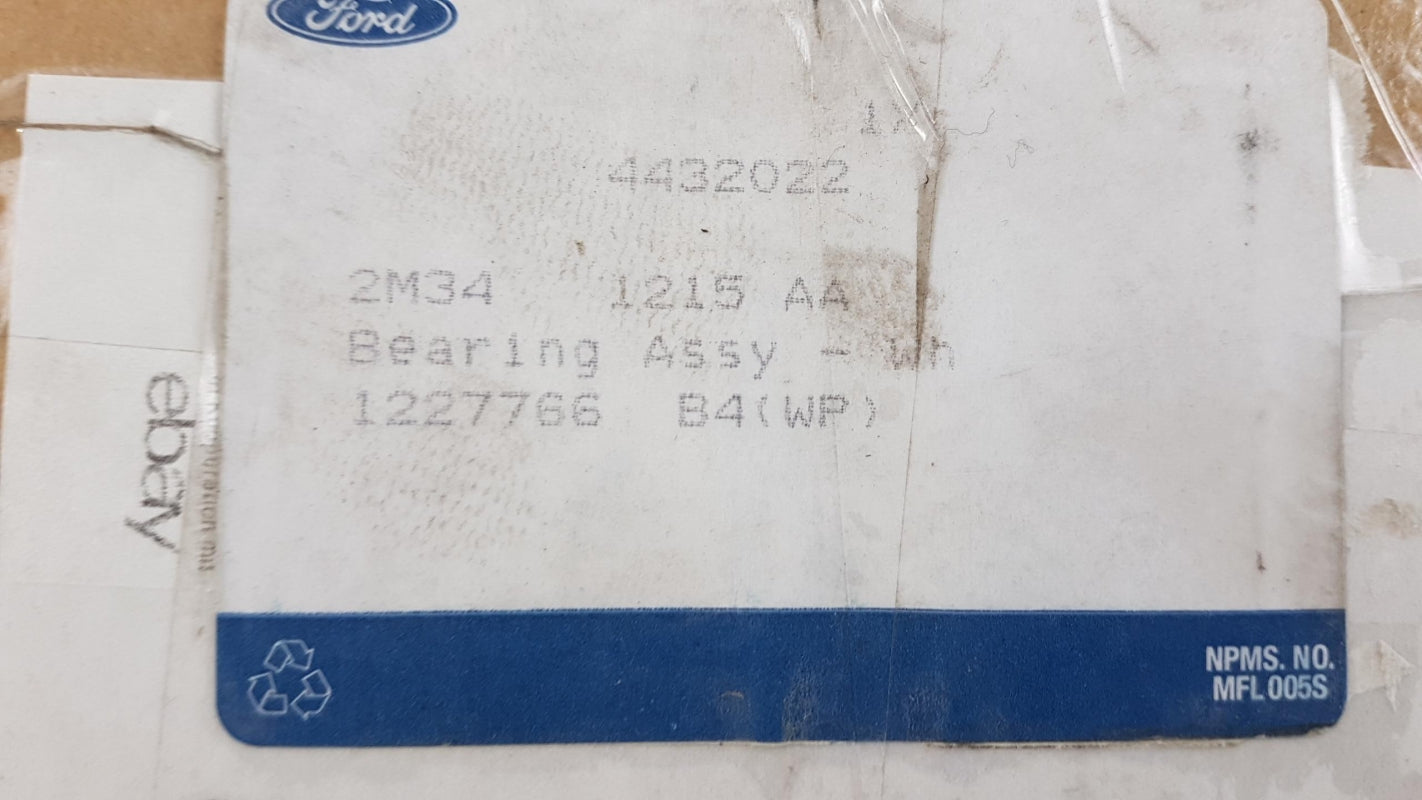 Ford
4432022
2M34 1215 AA
Bearing Assy - Wh
1227766 B4(WP)
ebay
NPMS. NO.
MFL 005S